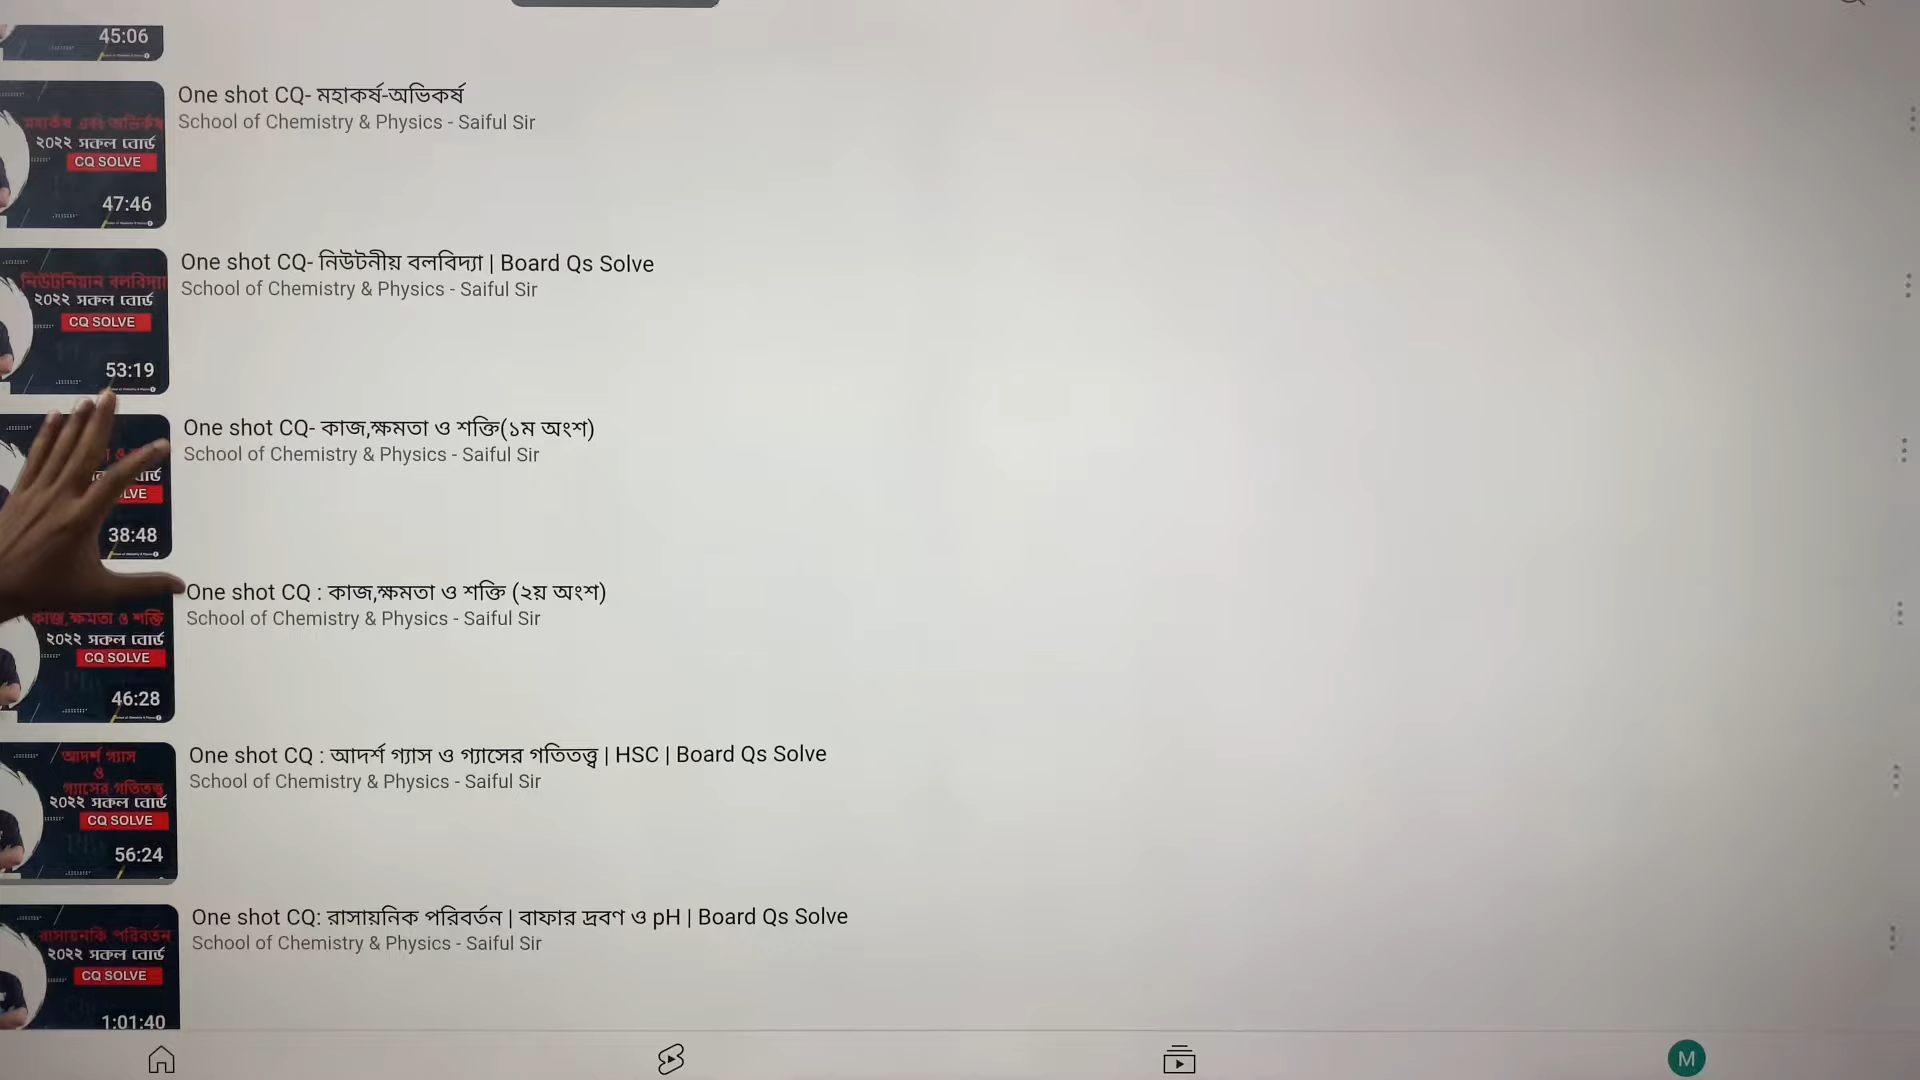 45:06
One shot CQ- মহাকর্ষ-অভিকর্ষ
School of Chemistry & Physics - Saiful Sir
মহাকর্ষ এবং অভিকর্ষ
২০২২ সকল বোর্ড
CQ SOLVE
47:46
One shot CQ- নিউটনীয় বলবিদ্যা | Board Qs Solve
School of Chemistry & Physics - Saiful Sir
নিউটনিয়ান বলবিদ্যা
২০২২ সকল বোর্ড
CQ SOLVE
53:19
One shot CQ- কাজ,ক্ষমতা ও শক্তি(১ম অংশ)
School of Chemistry & Physics - Saiful Sir
38:48
One shot CQ : কাজ,ক্ষমতা ও শক্তি (২য় অংশ)
School of Chemistry & Physics - Saiful Sir
কাজ,ক্ষমতা ও শক্তি
২০২২ সকল বোর্ড
CQ SOLVE
46:28
One shot CQ : আদর্শ গ্যাস ও গ্যাসের গতিতত্ত্ব | HSC | Board Qs Solve
School of Chemistry & Physics - Saiful Sir
আদর্শ গ্যাস
ও
গ্যাসের গতিতত্ত্ব
২০২২ সকল বোর্ড
CQ SOLVE
56:24
One shot CQ: রাসায়নিক পরিবর্তন | বাফার দ্রবণ ও pH | Board Qs Solve
School of Chemistry & Physics - Saiful Sir
রাসায়নকি পরিবর্তন
২০২২ সকল বোর্ড
CQ SOLVE
1:01:40
M